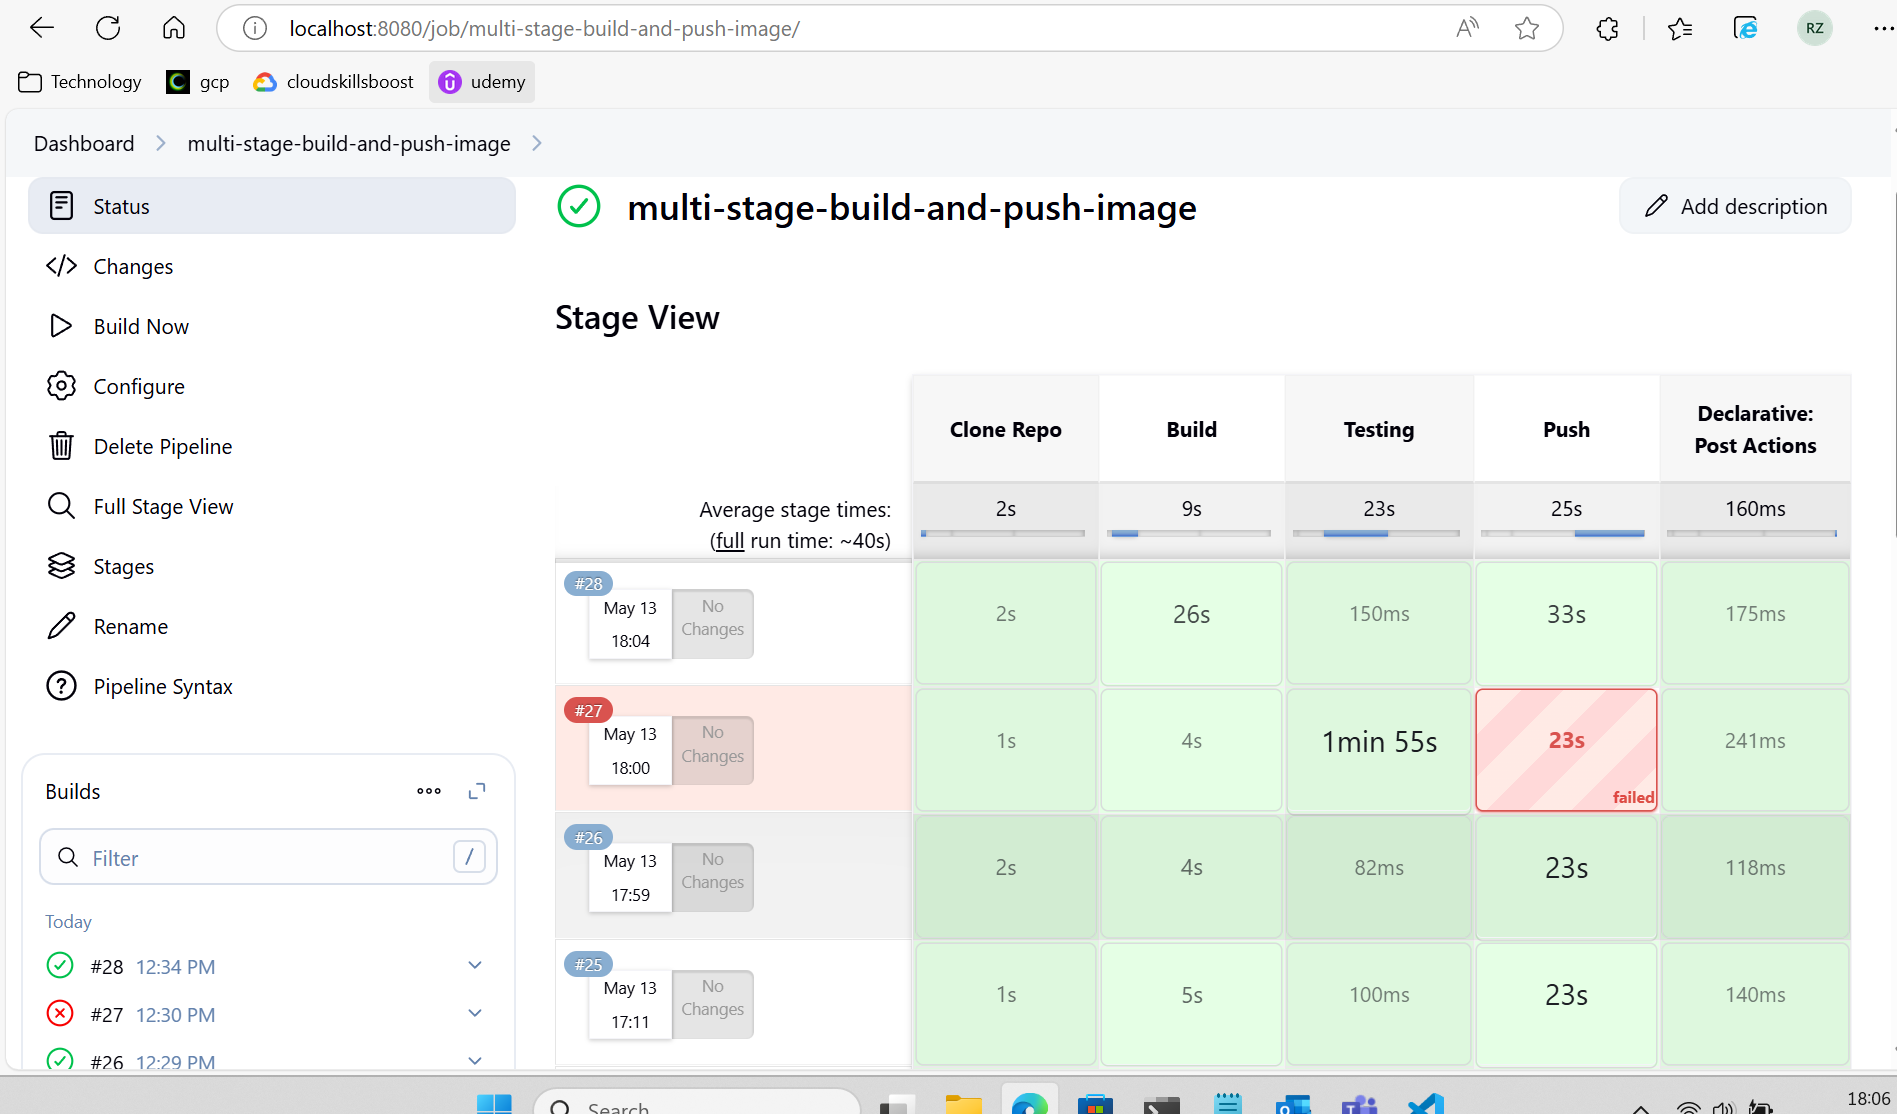 localhost:8080/job/multi-stage-build-and-push-image/
RZ
Technology
gcp
cloudskillsboost
udemy
Dashboard
multi-stage-build-and-push-image
Status
Changes
Build Now
Configure
Delete Pipeline
Full Stage View
Stages
Rename
Pipeline Syntax
Builds
Filter
/
Today
#28 12:34 PM
#27 12:30 PM
#26 12:29 PM
multi-stage-build-and-push-image
Add description
Stage View
Clone Repo
Build
Testing
Push
Declarative:
Post Actions
Average stage times:
(full run time: ~40s)
2s
9s
23s
25s
160ms
#28
May 13
18:04
No
Changes
2s
26s
150ms
33s
175ms
#27
May 13
18:00
No
Changes
1s
4s
1min 55s
23s
failed
241ms
#26
May 13
17:59
No
Changes
2s
4s
82ms
23s
118ms
#25
May 13
17:11
No
Changes
1s
5s
100ms
23s
140ms
Search
18:06